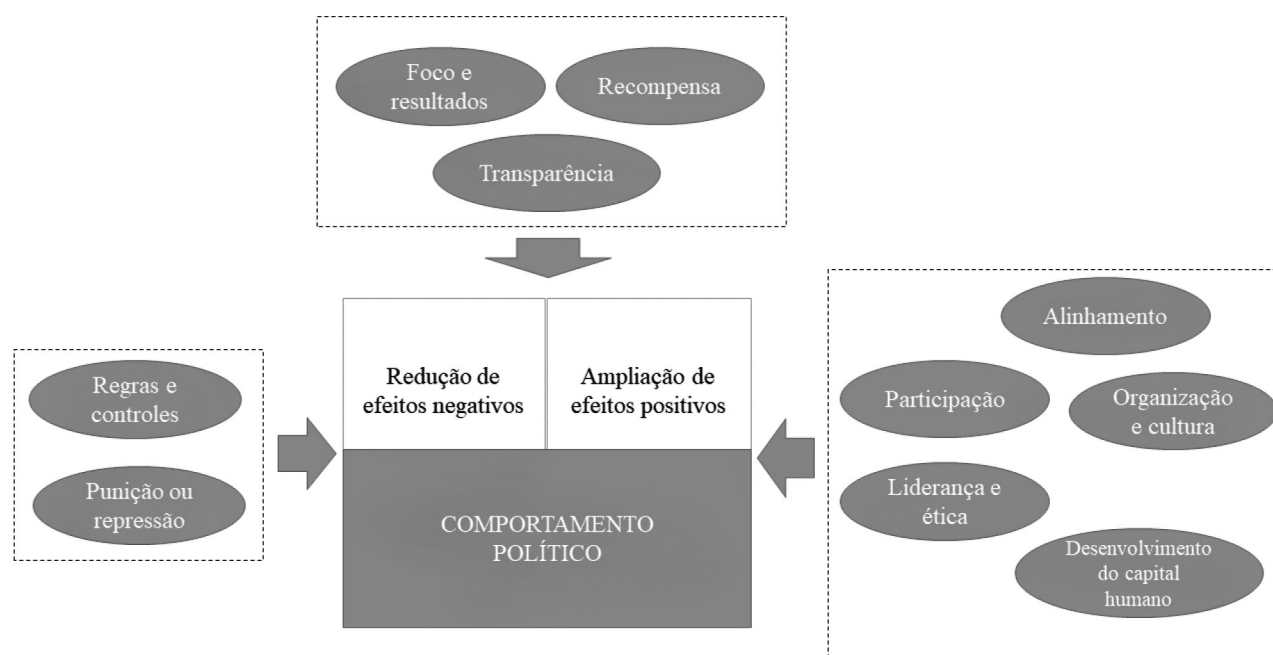 Foco e
resultados
Recompensa
Transparência
Redução de
efeitos negativos
Ampliação de
efeitos positivos
COMPORTAMENTO
POLÍTICO
Regras e
controles
Punição ou
repressão
Alinhamento
Participação
Organização
e cultura
Liderança e
ética
Desenvolvimento
do capital
humano